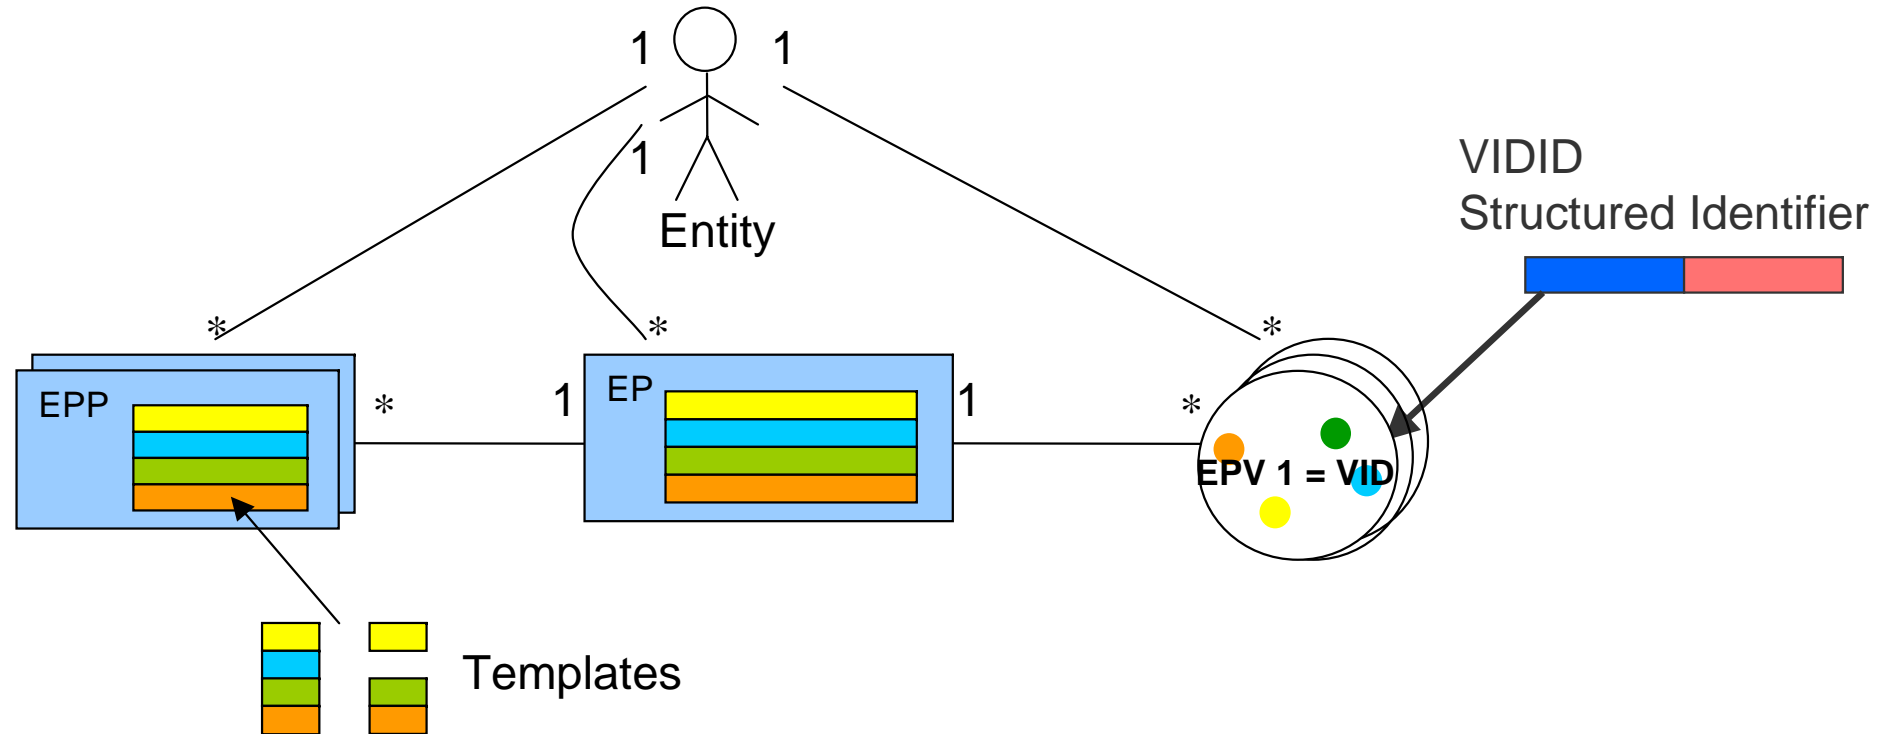 1
1
1
Entity
VIDID
Structured Identifier
*
*
*
EPP
*
1
EP
1
*
EPV 1 = VID
Templates